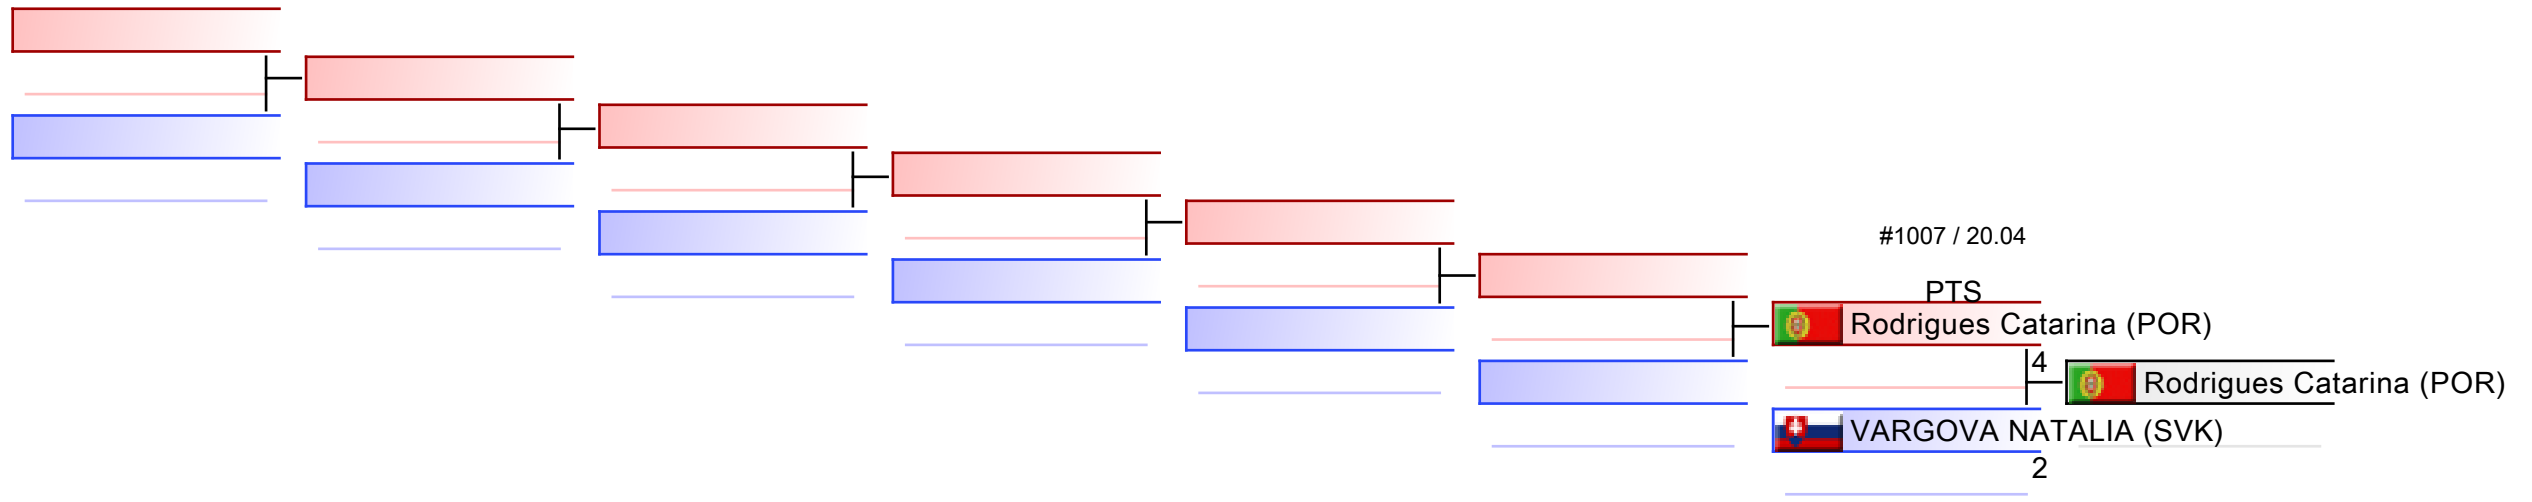 #1007 / 20.04
PTS
Rodrigues Catarina (POR)
4
Rodrigues Catarina (POR)
VARGOVA NATALIA (SVK)
2